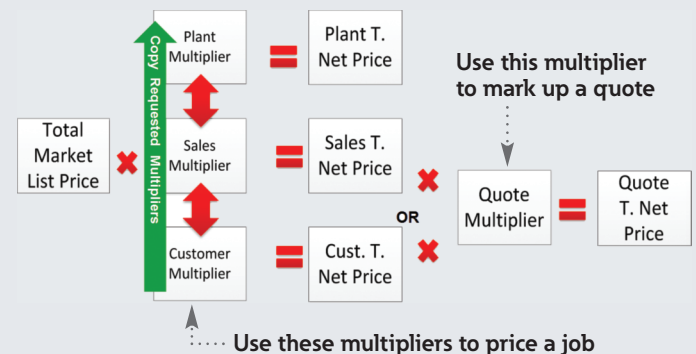 Plant
Multiplier
Plant T.
Net Price
Use this multiplier
to mark up a quote
Copy Requested Multipliers
Total
Market
List Price
Sales
Multiplier
Sales T.
Net Price
Quote
Multiplier
Quote
T. Net
Price
OR
Customer
Multiplier
Cust. T.
Net Price
Use these multipliers to price a job